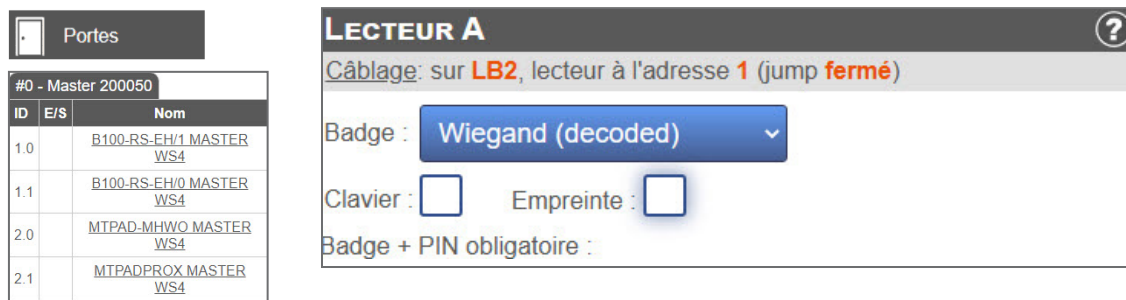 Portes
#0 - Master 200050
ID E/S Nom
1.0 B100-RS-EH/1 MASTER
WS4
1.1 B100-RS-EH/0 MASTER
WS4
2.0 MTPAD-MHWO MASTER
WS4
2.1 MTPADPROX MASTER
WS4
LECTEUR A
?
Câblage: sur LB2, lecteur à l'adresse 1 (jump fermé)
Badge : Wiegand (decoded)
Clavier : Empreinte :
Badge + PIN obligatoire :